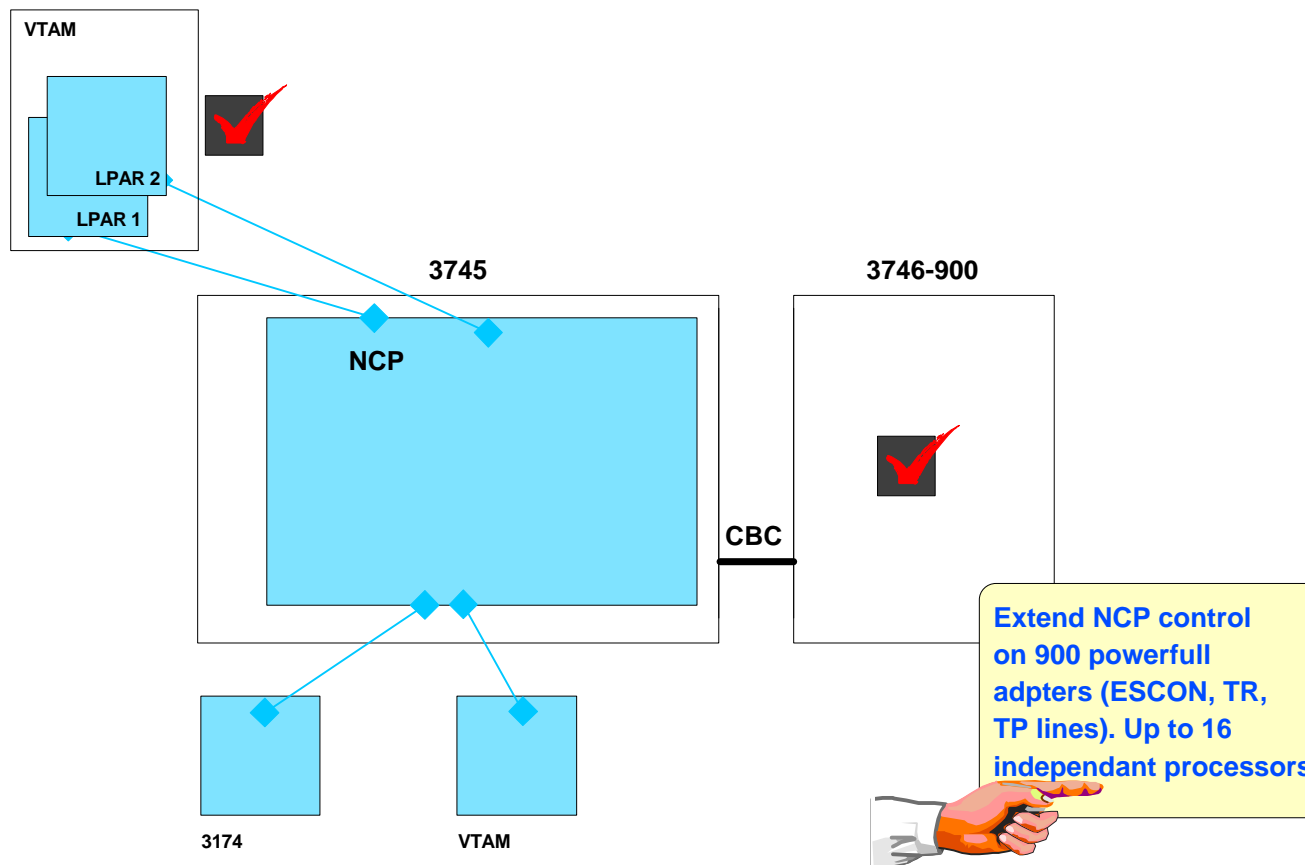 VTAM
LPAR 2
LPAR 1
3745
3746-900
NCP
CBC
Extend NCP control
on 900 powerfull
adpters (ESCON, TR,
TP lines). Up to 16
independant processors
3174
VTAM